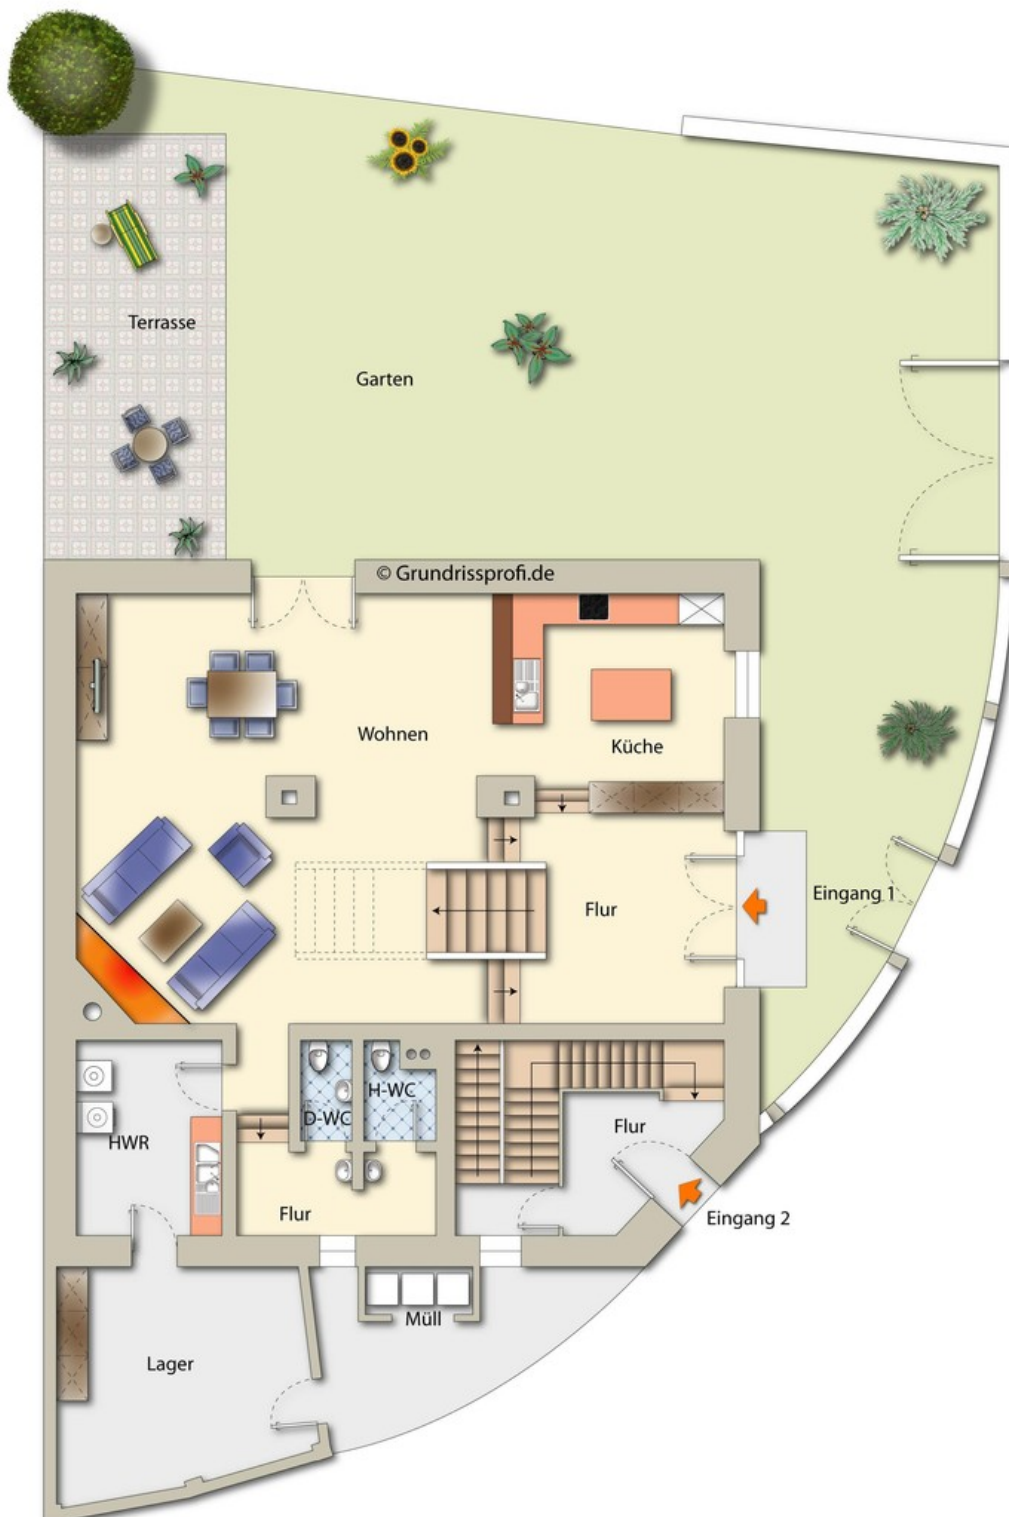 Terrasse
Garten
© Grundrissprofi.de
Wohnen
Küche
Eingang 1
Flur
H-WC
D-WC
Flur
HWR
Flur
Eingang 2
Müll
Lager